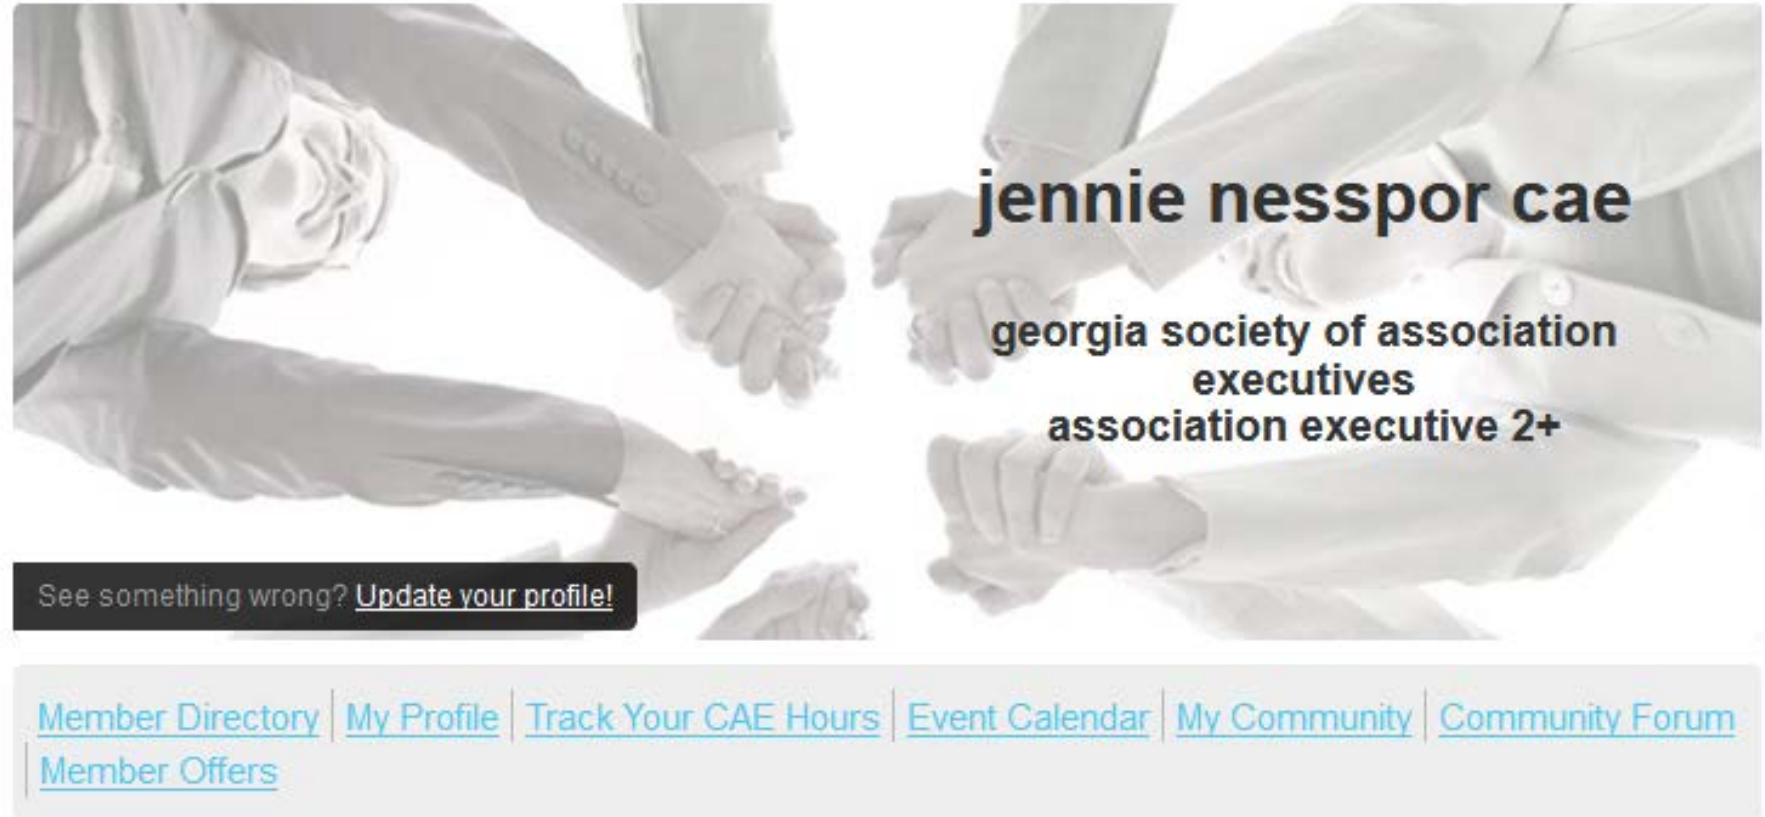 jennie nesspor cae
georgia society of association
executives
association executive 2+
See something wrong? Update your profile!
Member Directory My Profile Track Your CAE Hours Event Calendar My Community Community Forum
Member Offers